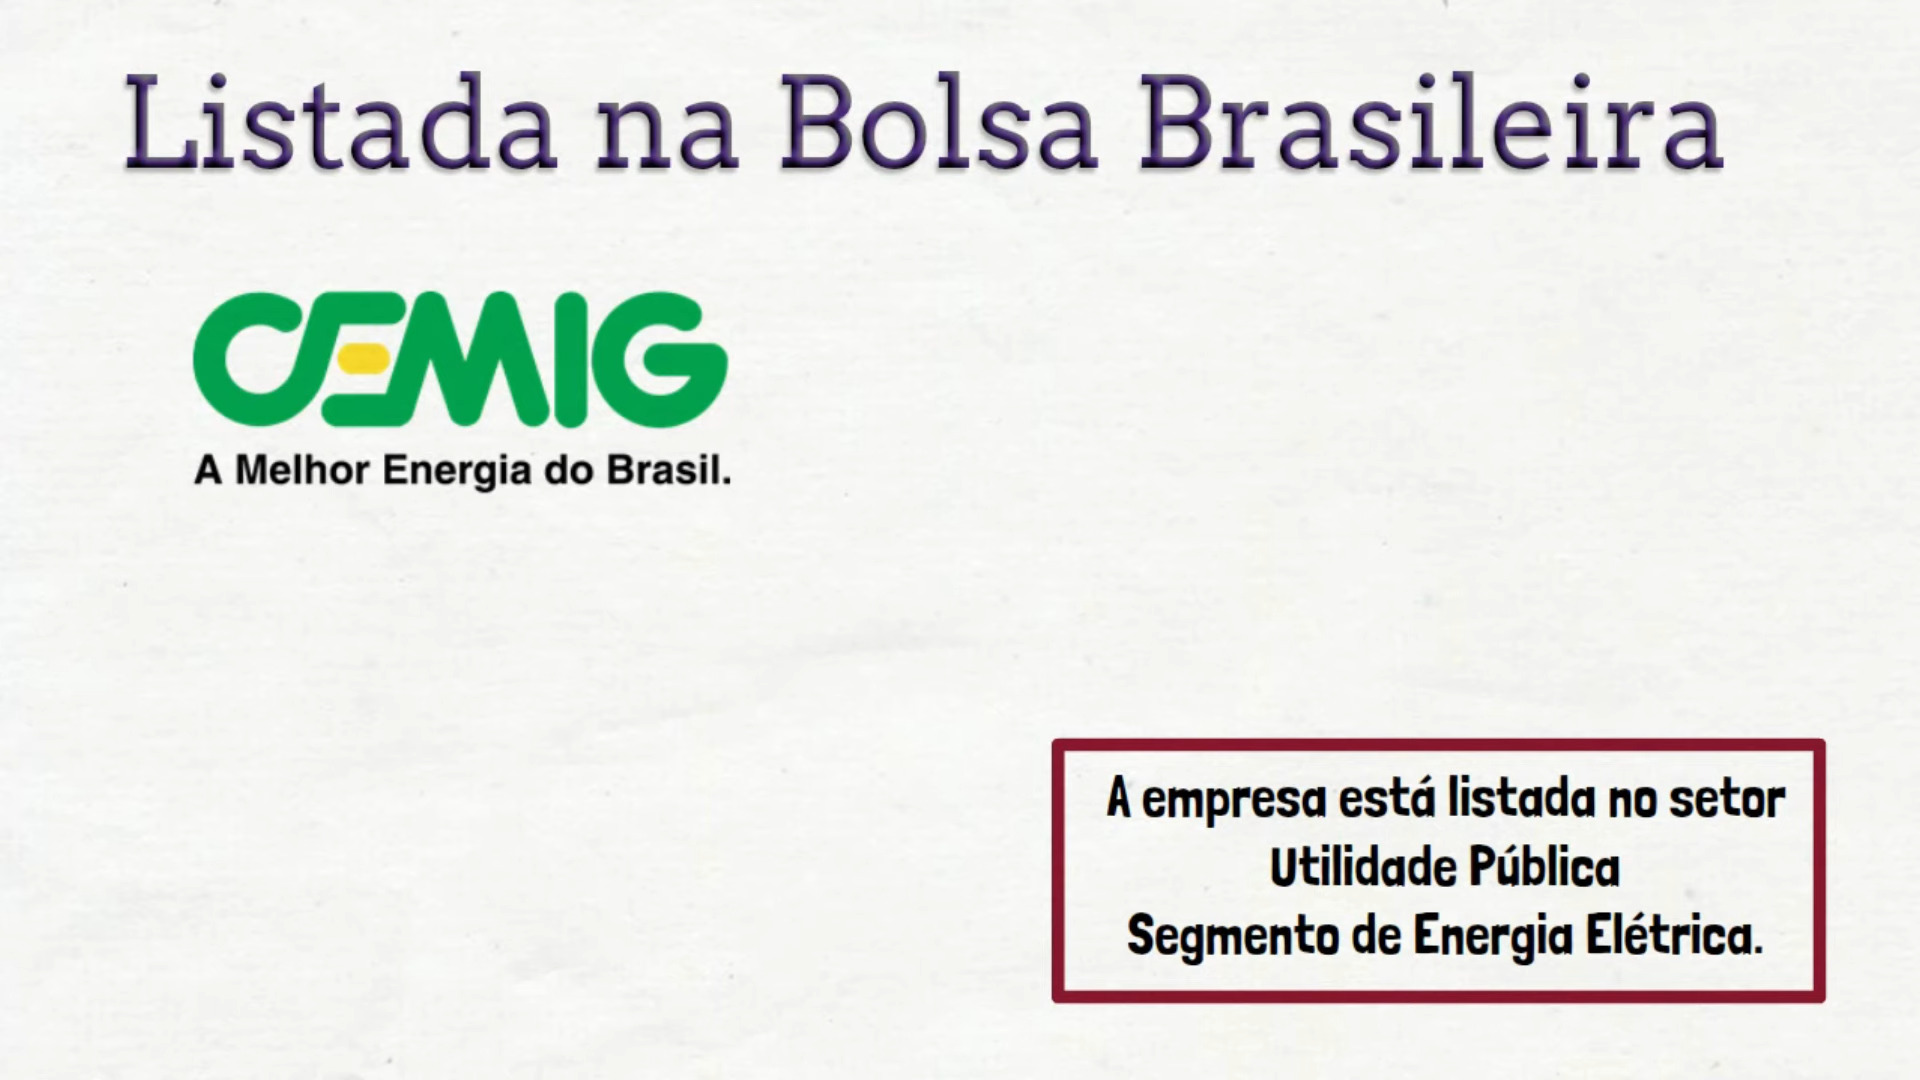 Listada na Bolsa Brasileira
CEMIG
A Melhor Energia do Brasil.
A empresa está listada no setor
Utilidade Pública
Segmento de Energia Elétrica.